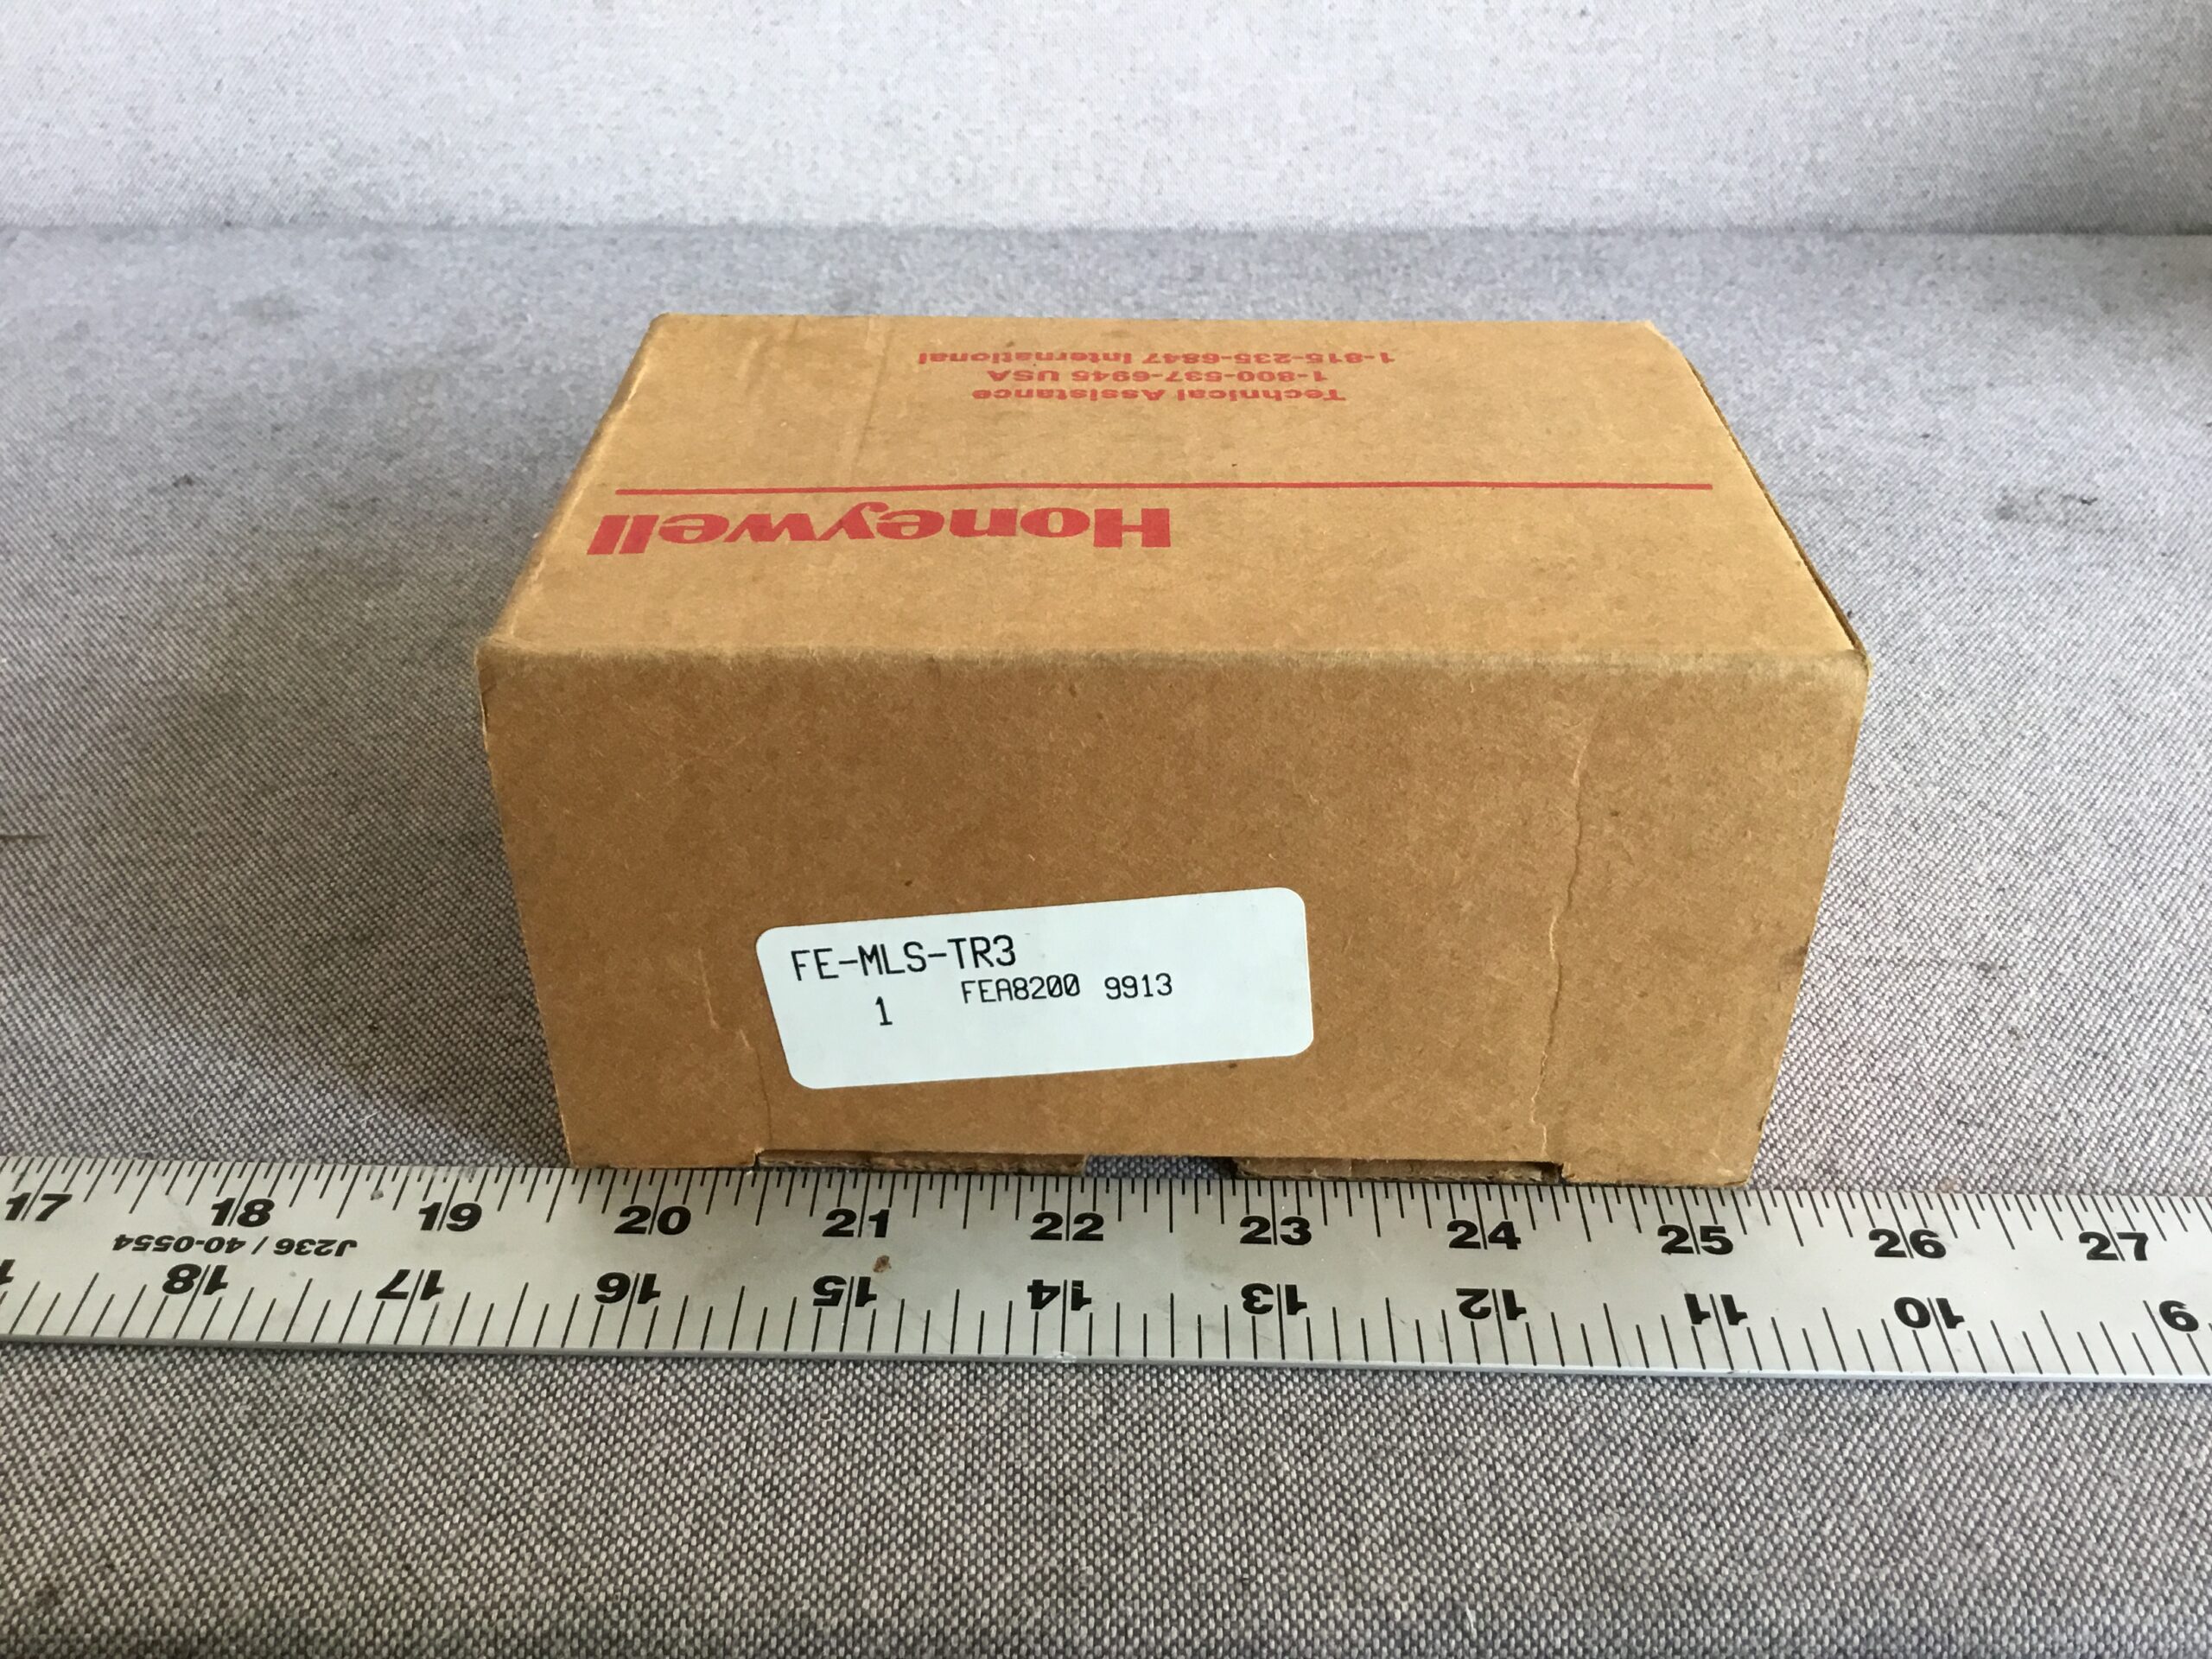 Honeywell
Technical Assistance
1-800-537-6945 USA
1-815-235-6847 International
FE-MLS-TR3
1 FEA8200 9913
17 18 19 20 21 22 23 24 25 26 27
J236 / 40-0554
9 10 11 12 13 14 15 16 17 18